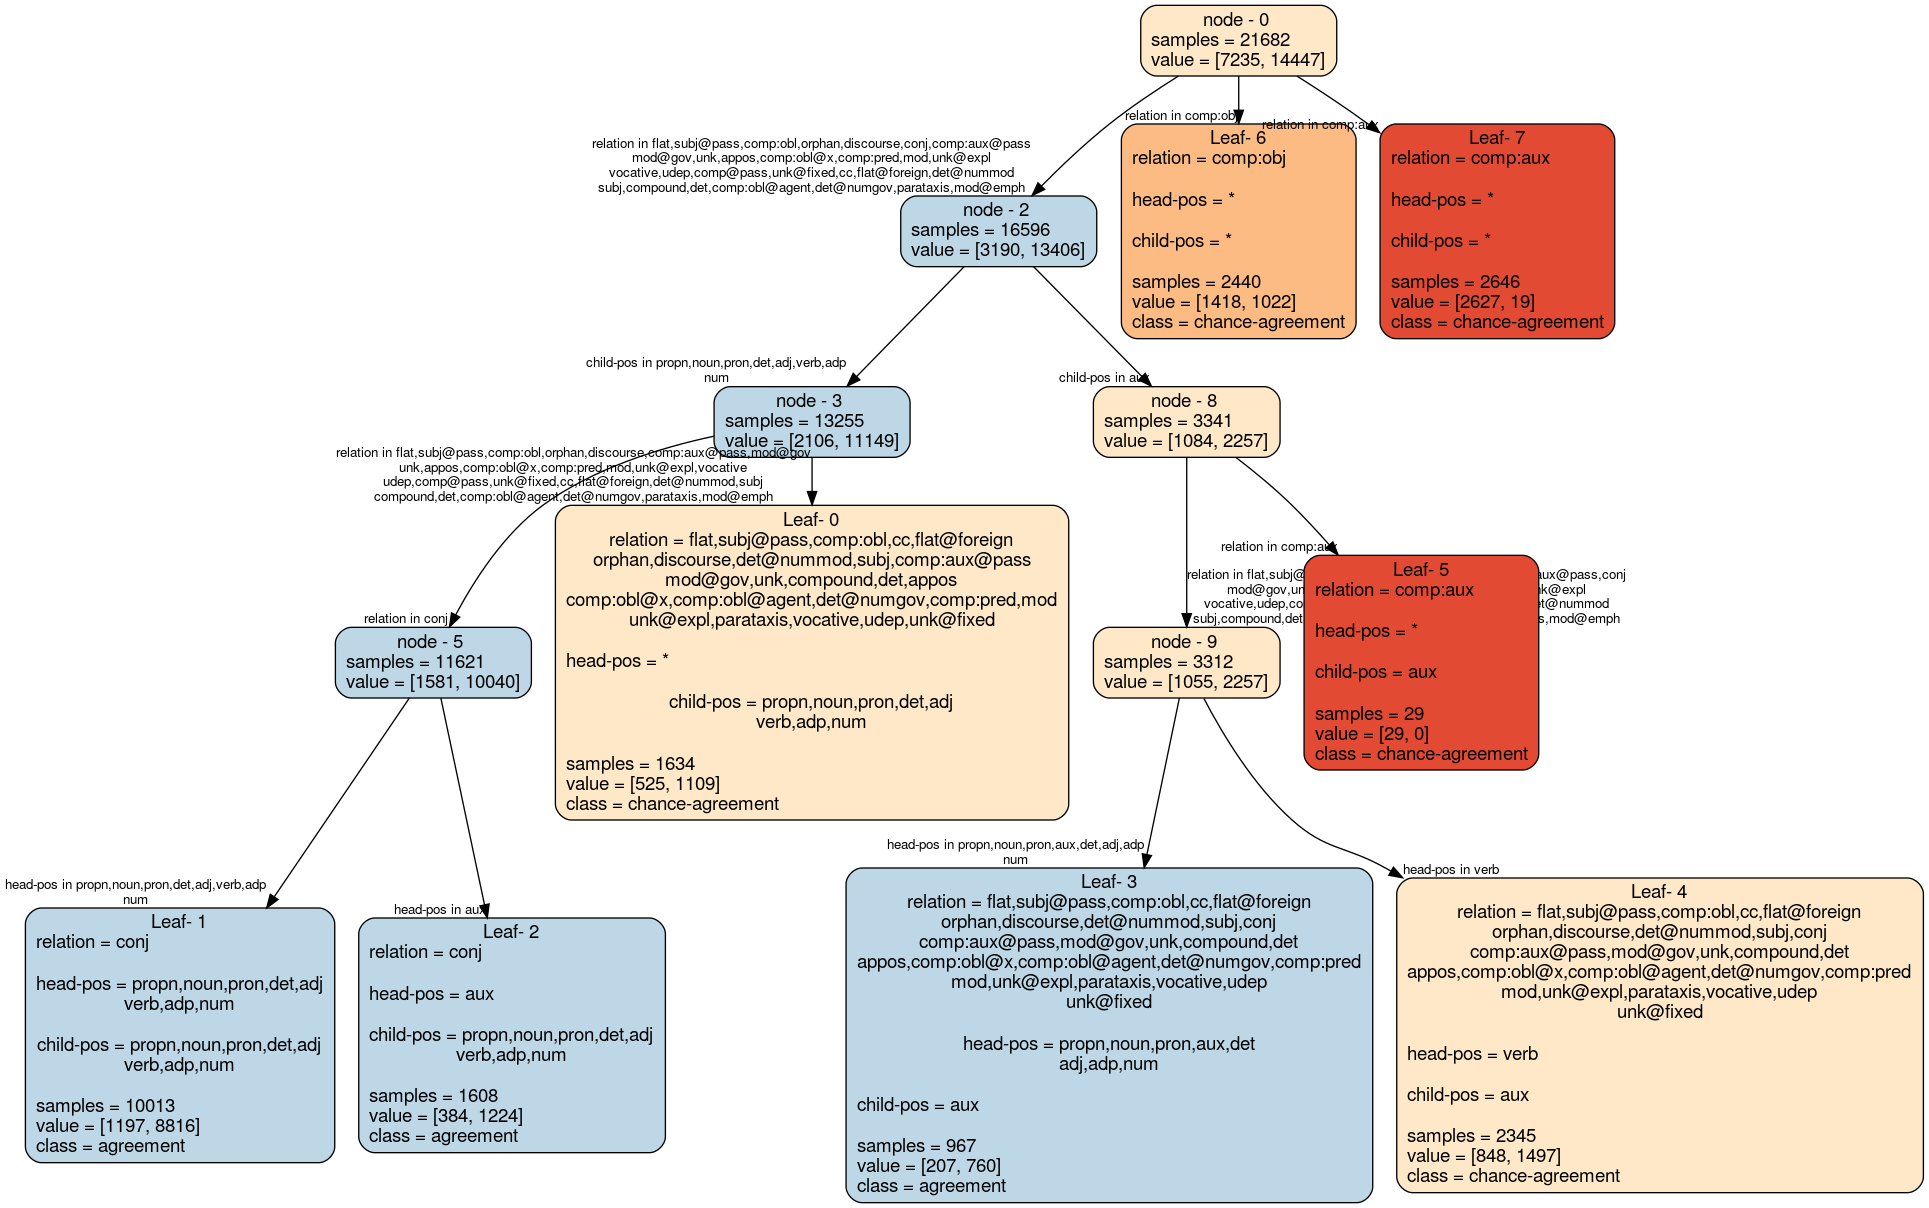 node - 0
samples = 21682
value = [7235, 14447]
relation in comp:obj
relation in comp:aux
relation in flat,subj@pass,comp:obl,orphan,discourse,conj,comp:aux@pass
mod@gov,unk,appos,comp:obl@x,comp:pred,mod,unk@expl
vocative,udep,comp@pass,unk@fixed,cc,flat@foreign,det@nummod
subj,compound,det,comp:obl@agent,det@numgov,parataxis,mod@emph
Leaf- 6
relation = comp:obj
head-pos = *
child-pos = *
samples = 2440
value = [1418, 1022]
class = chance-agreement
Leaf- 7
relation = comp:aux
head-pos = *
child-pos = *
samples = 2646
value = [2627, 19]
class = chance-agreement
node - 2
samples = 16596
value = [3190, 13406]
child-pos in propn,noun,pron,det,adj,verb,adp
num
child-pos in aux
node - 3
samples = 13255
value = [2106, 11149]
node - 8
samples = 3341
value = [1084, 2257]
relation in flat,subj@pass,comp:obl,orphan,discourse,comp:aux@pass,mod@gov
unk,appos,comp:obl@x,comp:pred,mod,unk@expl,vocative
udep,comp@pass,unk@fixed,cc,flat@foreign,det@nummod,subj
compound,det,comp:obl@agent,det@numgov,parataxis,mod@emph
Leaf- 0
relation = flat,subj@pass,comp:obl,cc,flat@foreign
orphan,discourse,det@nummod,subj,comp:aux@pass
mod@gov,unk,compound,det,appos
comp:obl@x,comp:obl@agent,det@numgov,comp:pred,mod
unk@expl,parataxis,vocative,udep,unk@fixed
head-pos = *
child-pos = propn,noun,pron,det,adj
verb,adp,num
samples = 1634
value = [525, 1109]
class = chance-agreement
relation in comp:aux
relation in
aux@pass,conj
vocative,udep
subj,compound,det
mod@emph
Leaf- 5
relation = comp:aux
head-pos = *
child-pos = aux
samples = 29
value = [29, 0]
class = chance-agreement
relation in conj
node - 5
samples = 11621
value = [1581, 10040]
node - 9
samples = 3312
value = [1055, 2257]
head-pos in propn,noun,pron,det,adj,verb,adp
num
head-pos in aux
head-pos in propn,noun,pron,aux,det,adj,adp
num
head-pos in verb
Leaf- 1
relation = conj
head-pos = propn,noun,pron,det,adj
verb,adp,num
child-pos = propn,noun,pron,det,adj
verb,adp,num
samples = 10013
value = [1197, 8816]
class = agreement
Leaf- 2
relation = conj
head-pos = aux
child-pos = propn,noun,pron,det,adj
verb,adp,num
samples = 1608
value = [384, 1224]
class = agreement
Leaf- 3
relation = flat,subj@pass,comp:obl,cc,flat@foreign
orphan,discourse,det@nummod,subj,conj
comp:aux@pass,mod@gov,unk,compound,det
appos,comp:obl@x,comp:obl@agent,det@numgov,comp:pred
mod,unk@expl,parataxis,vocative,udep
unk@fixed
head-pos = propn,noun,pron,aux,det
adj,adp,num
child-pos = aux
samples = 967
value = [207, 760]
class = agreement
Leaf- 4
relation = flat,subj@pass,comp:obl,cc,flat@foreign
orphan,discourse,det@nummod,subj,conj
comp:aux@pass,mod@gov,unk,compound,det
appos,comp:obl@x,comp:obl@agent,det@numgov,comp:pred
mod,unk@expl,parataxis,vocative,udep
unk@fixed
head-pos = verb
child-pos = aux
samples = 2345
value = [848, 1497]
class = chance-agreement